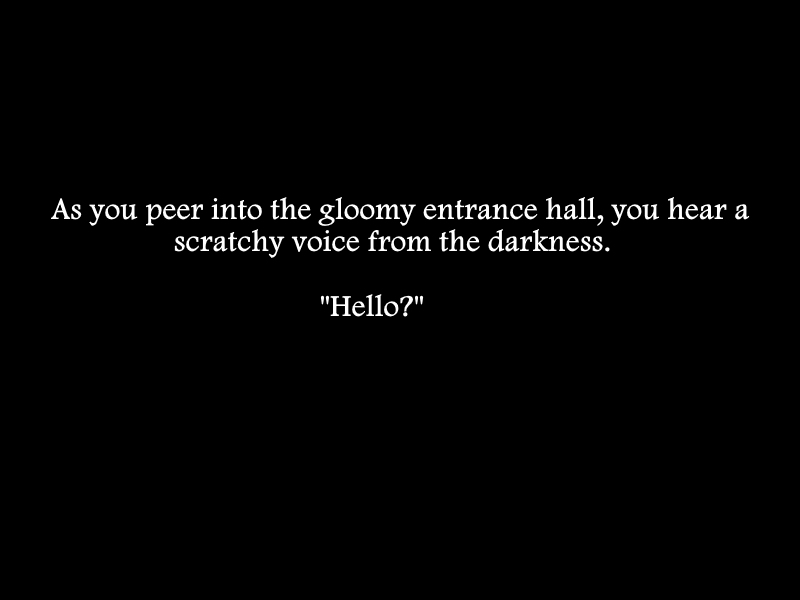 As you peer into the gloomy entrance hall, you hear a
scratchy voice from the darkness.
"Hello?"